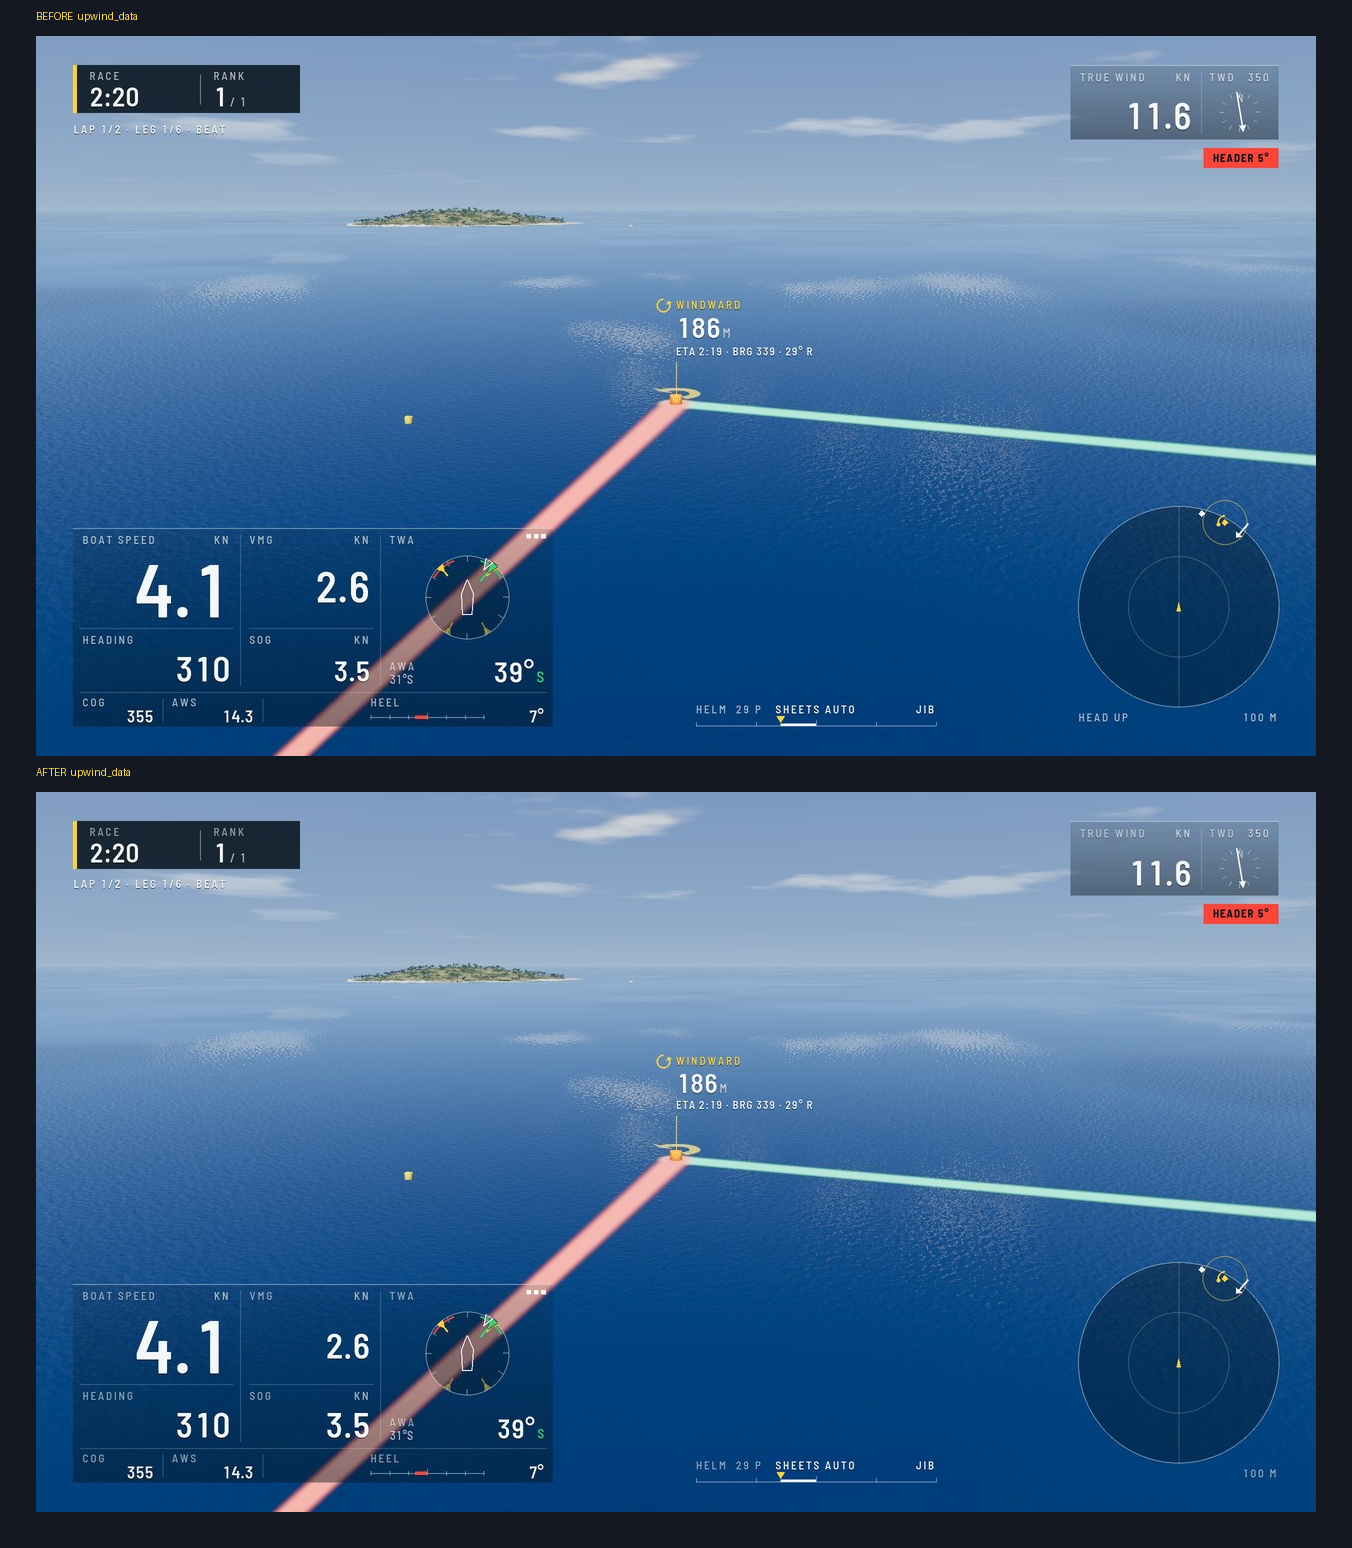 BEFORE upwind_data
RACE RANK
2:20 1 / 1
LAP 1/2 · LEG 1/6 · BEAT
TRUE WIND KN TWD 350
11.6 N
HEADER 5°
WINDWARD
186 M
ETA 2:19 · BRG 339 · 29° R
BOAT SPEED KN VMG KN TWA
4.1 2.6
HEADING SOG KN
310 3.5 AWA 31°S 39° S
COG 355 AWS 14.3 HEEL 7°
HELM 29 P SHEETS AUTO JIB
HEAD UP 100 M
AFTER upwind_data
RACE RANK
2:20 1 / 1
LAP 1/2 · LEG 1/6 · BEAT
TRUE WIND KN TWD 350
11.6 N
HEADER 5°
WINDWARD
186 M
ETA 2:19 · BRG 339 · 29° R
BOAT SPEED KN VMG KN TWA
4.1 2.6
HEADING SOG KN
310 3.5 AWA 31°S 39° S
COG 355 AWS 14.3 HEEL 7°
HELM 29 P SHEETS AUTO JIB
100 M